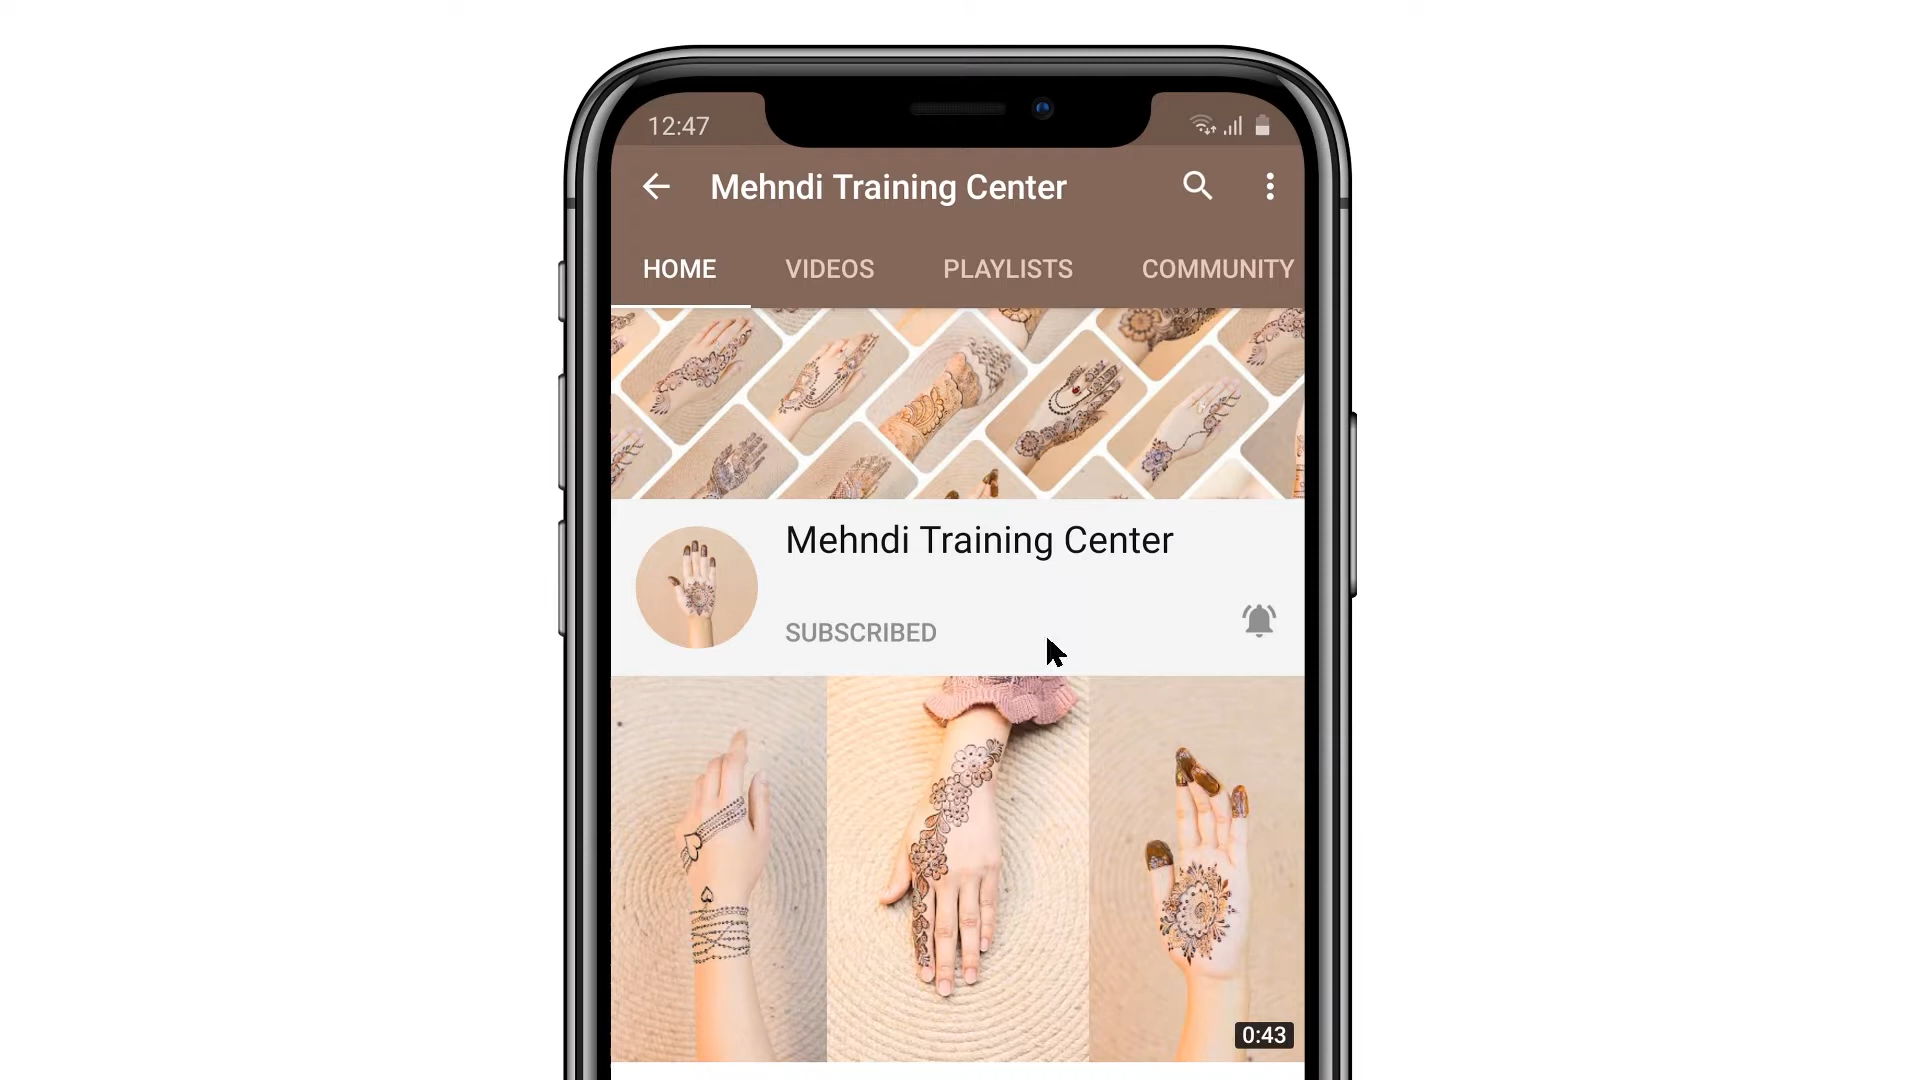 12:47
Mehndi Training Center
HOME VIDEOS PLAYLISTS COMMUNITY
Mehndi Training Center
SUBSCRIBED
0:43